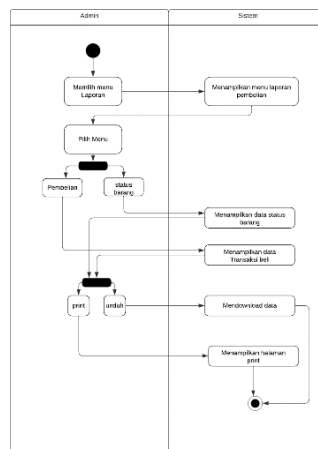 Admin
Sistem
Memilih menu
Laporan
Menampilkan menu laporan
pembelian
Pilih Menu
Pembelian
status
barang
Menampilkan data status
barang
Menampilkan data
Transaksi beli
print
unduh
Mendownload data
Menampilkan halaman
print